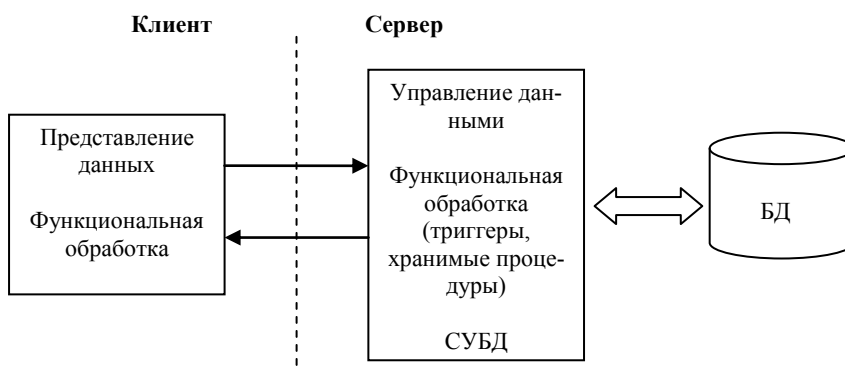 Клиент
Сервер
Представление
данных
Функциональная
обработка
Управление дан-
ными
Функциональная
обработка
(триггеры,
хранимые проце-
дуры)
СУБД
БД